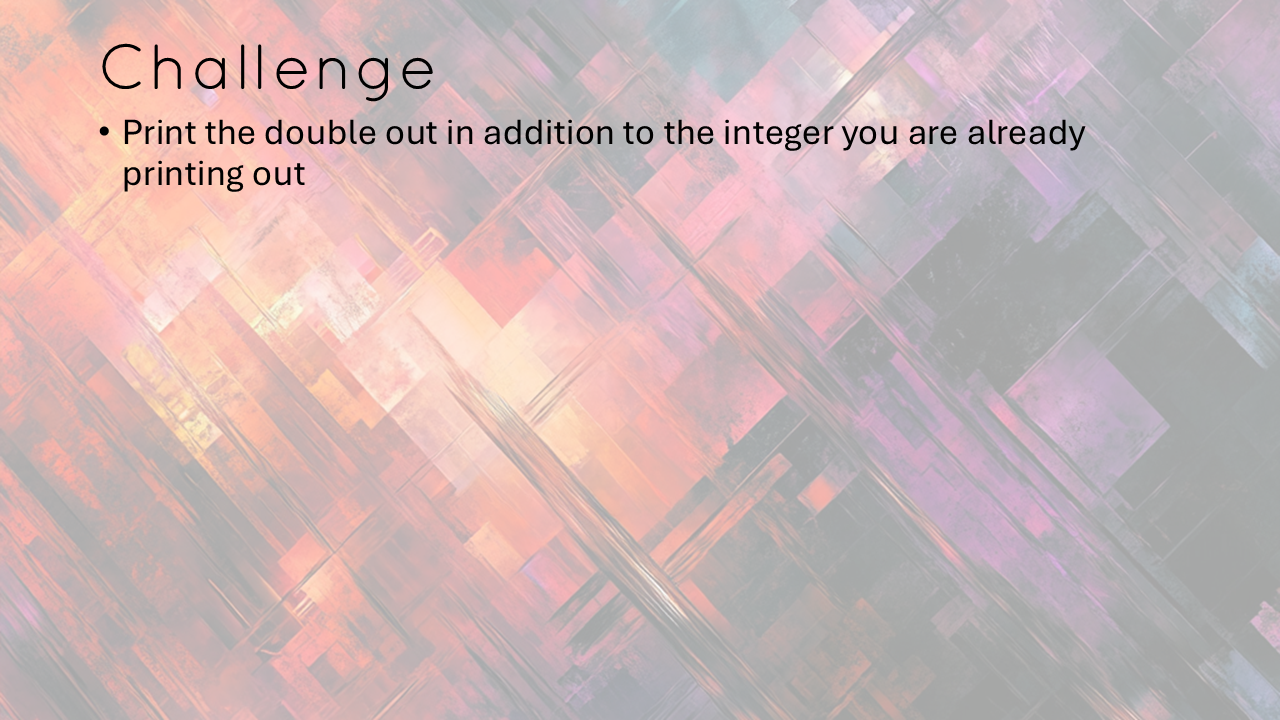 Challenge
• Print the double out in addition to the integer you are already
printing out